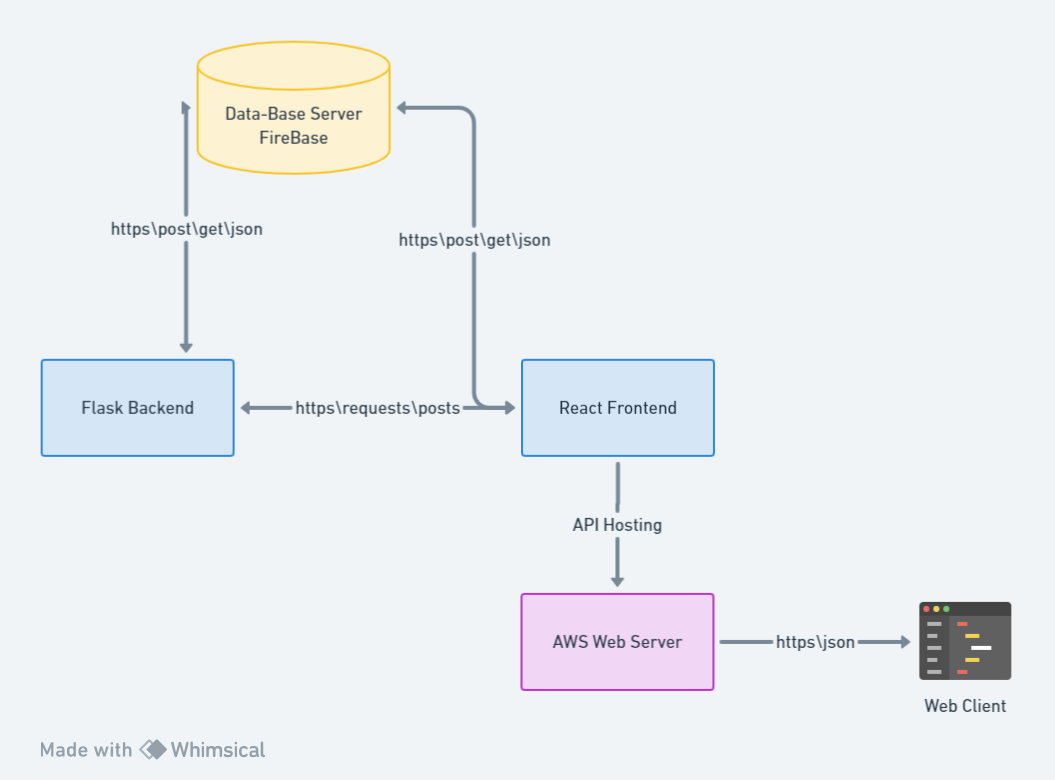 Data-Base Server
FireBase
https\post\get\json
https\post\get\json
Flask Backend
https\requests\posts
React Frontend
API Hosting
AWS Web Server
https\json
Web Client
Made with Whimsical